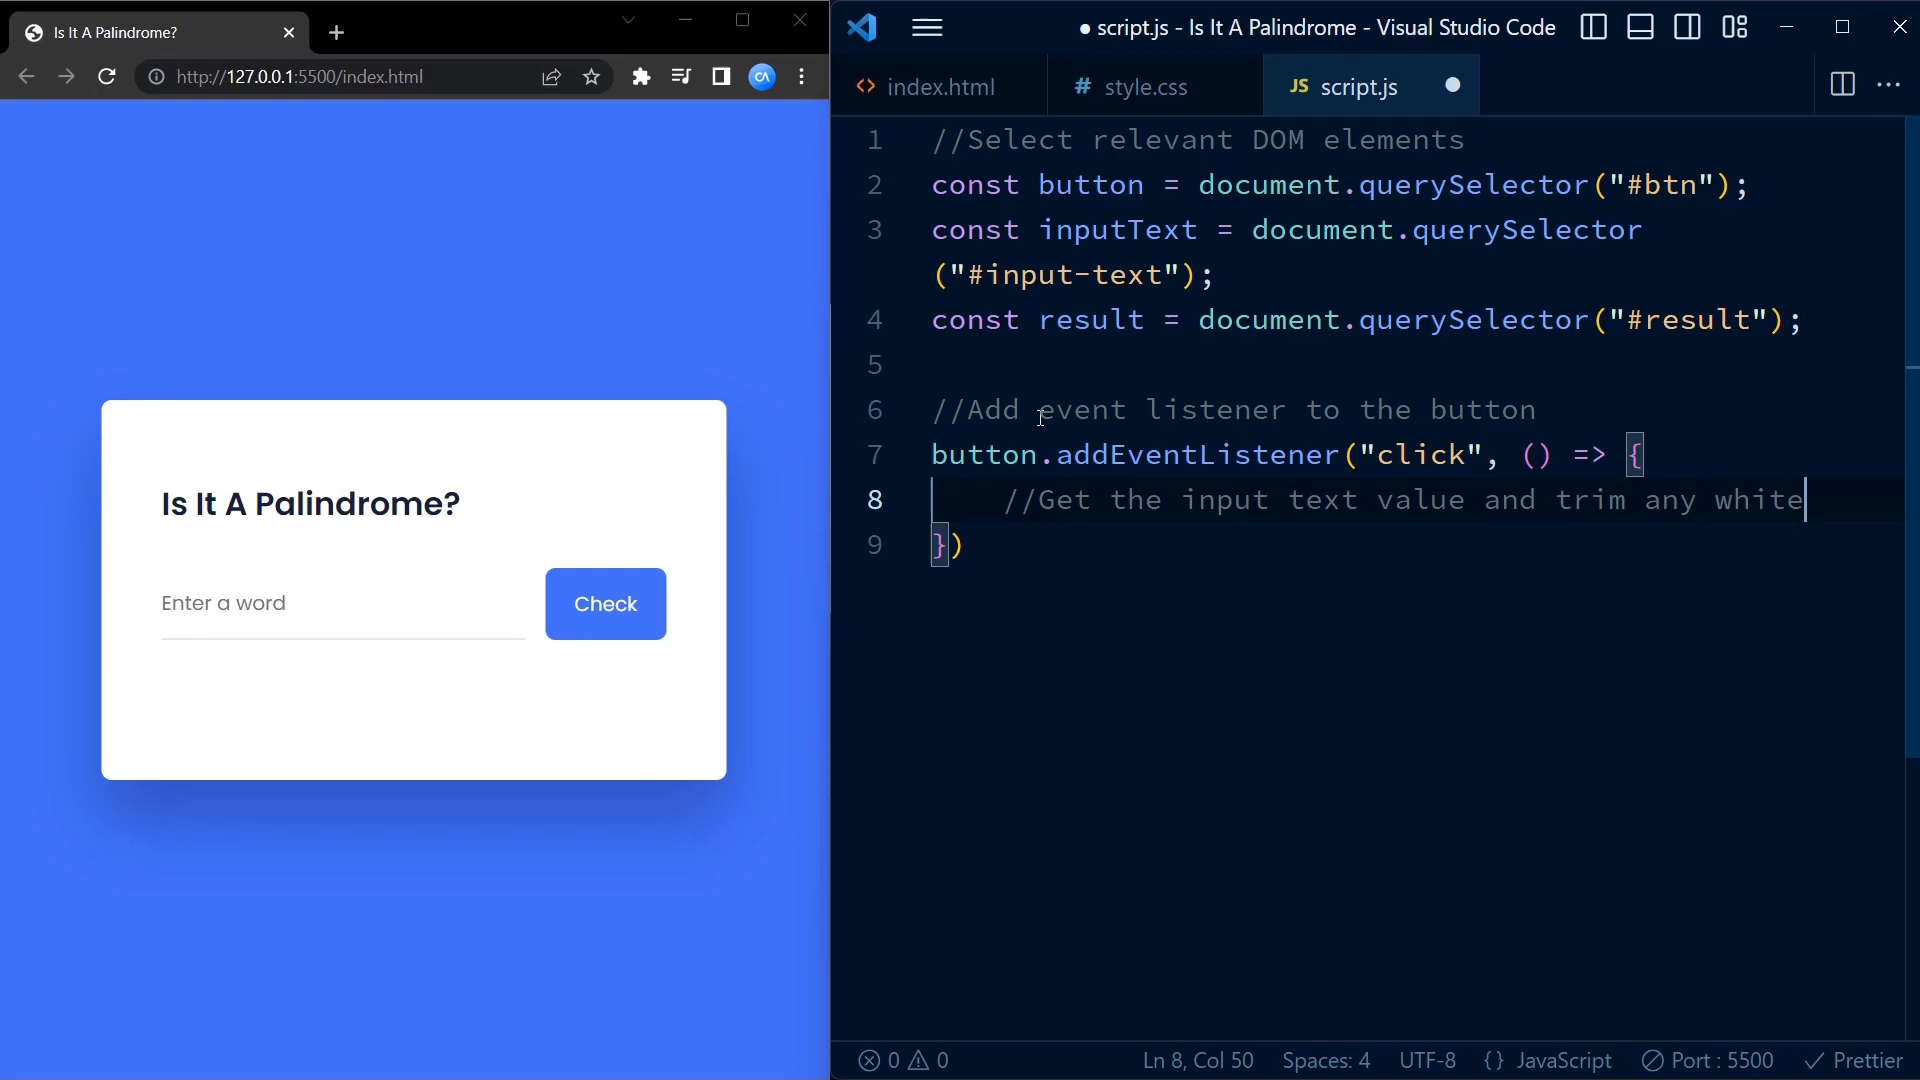 Is It A Palindrome?
http://127.0.0.1:5500/index.html
CA
Is It A Palindrome?
Enter a word
Check
● script.js - Is It A Palindrome - Visual Studio Code
<> index.html
# style.css
JS script.js
1 //Select relevant DOM elements
2 const button = document.querySelector("#btn");
3 const inputText = document.querySelector
("#input-text");
4 const result = document.querySelector("#result");
5
6 //Add event listener to the button
7 button.addEventListener("click", () => {
8 //Get the input text value and trim any white
9 })
0 0
Ln 8, Col 50
Spaces: 4
UTF-8
{} JavaScript
Port : 5500
Prettier